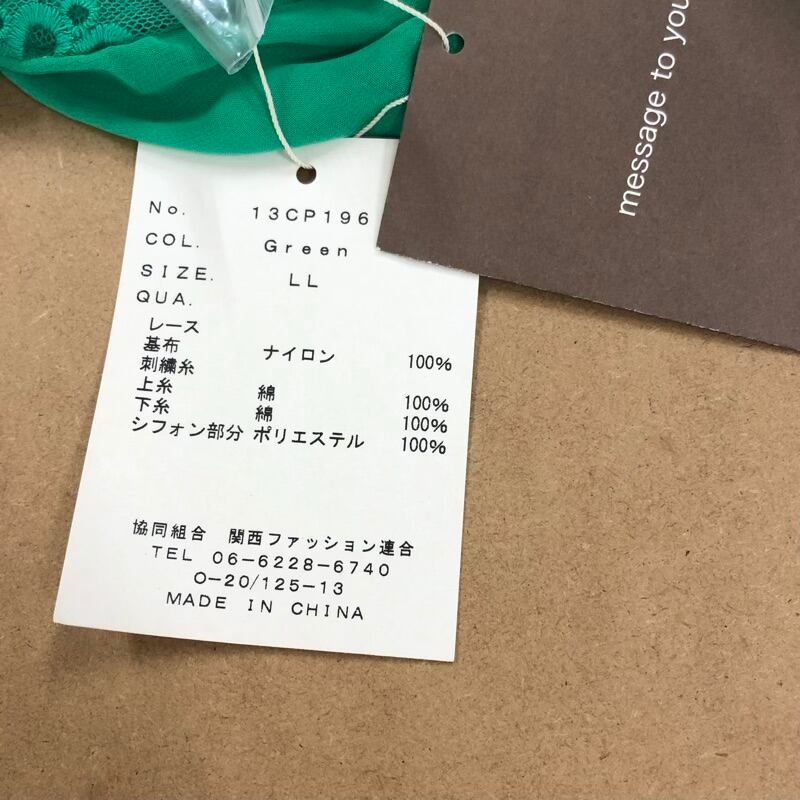 No. 13CP196
COL. Green
SIZE. LL
QUA.
レース
基布 ナイロン 100%
刺繍糸
上糸 綿 100%
下糸 綿 100%
シフォン部分 ポリエステル 100%
協同組合 関西ファッション連合
TEL 06-6228-6740
O-20/125-13
MADE IN CHINA
message to you